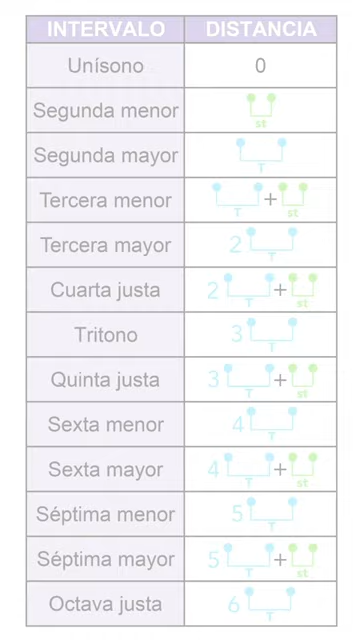 INTERVALO DISTANCIA
Unísono 0
Segunda menor st
Segunda mayor T
Tercera menor T + st
Tercera mayor 2 T
Cuarta justa 2 T + st
Tritono 3 T
Quinta justa 3 T + st
Sexta menor 4 T
Sexta mayor 4 T + st
Séptima menor 5 T
Séptima mayor 5 T + st
Octava justa 6 T